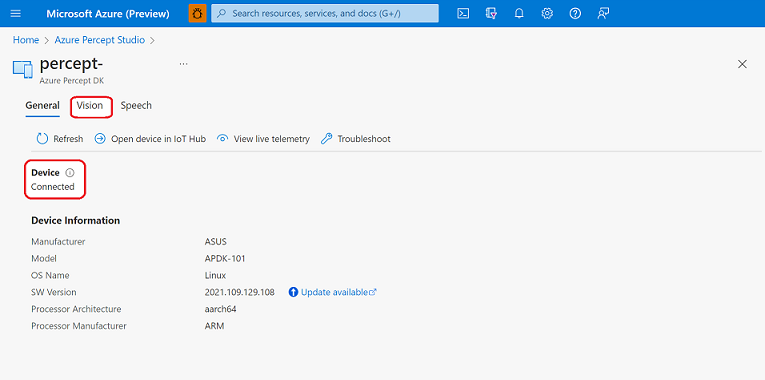 Microsoft Azure (Preview) Search resources, services, and docs (G+/)
Home > Azure Percept Studio >
percept- ...
Azure Percept DK
General Vision Speech
Refresh Open device in IoT Hub View live telemetry Troubleshoot
Device
Connected
Device Information
Manufacturer ASUS
Model APDK-101
OS Name Linux
SW Version 2021.109.129.108 Update available
Processor Architecture aarch64
Processor Manufacturer ARM